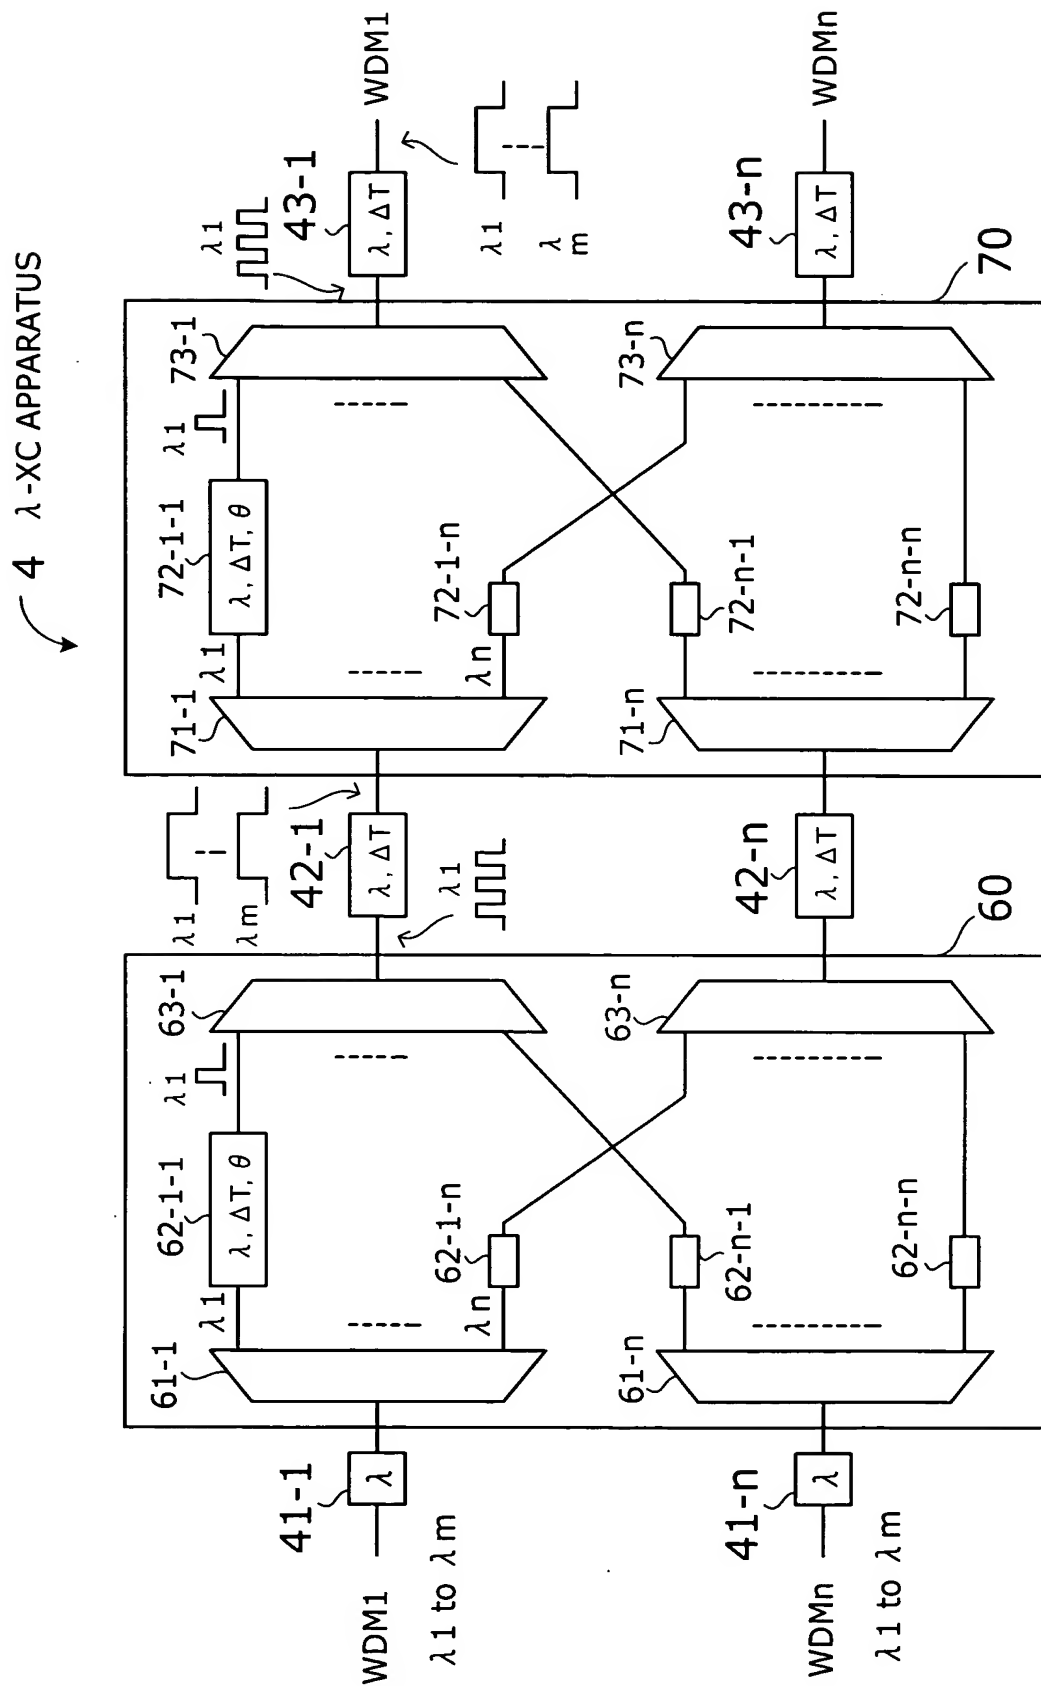 4 λ-XC APPARATUS
WDM1
λ1 to λm
41-1
λ
61-1
λ1
62-1-1
λ, ΔT, θ
λ1
63-1
λn
62-1-n
λ1
λm
42-1
λ, ΔT
λ1
71-1
λ1
72-1-1
λ, ΔT, θ
λ1
73-1
λn
72-1-n
λ1
43-1
λ, ΔT
WDM1
λ1
λ
m
WDMn
λ1 to λm
41-n
λ
61-n
62-n-1
62-n-n
63-n
60
42-n
λ, ΔT
71-n
72-n-1
72-n-n
73-n
70
43-n
λ, ΔT
WDMn